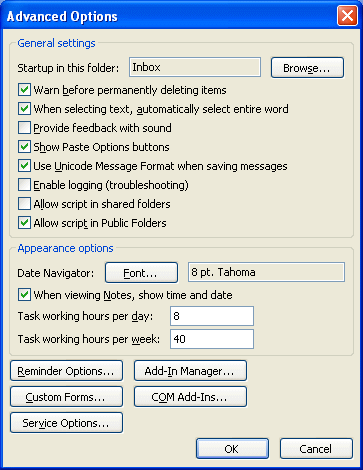 Advanced Options
General settings
Startup in this folder: Inbox Browse...
Warn before permanently deleting items
When selecting text, automatically select entire word
Provide feedback with sound
Show Paste Options buttons
Use Unicode Message Format when saving messages
Enable logging (troubleshooting)
Allow script in shared folders
Allow script in Public Folders
Appearance options
Date Navigator: Font... 8 pt. Tahoma
When viewing Notes, show time and date
Task working hours per day: 8
Task working hours per week: 40
Reminder Options... Add-In Manager...
Custom Forms... COM Add-Ins...
Service Options...
OK Cancel